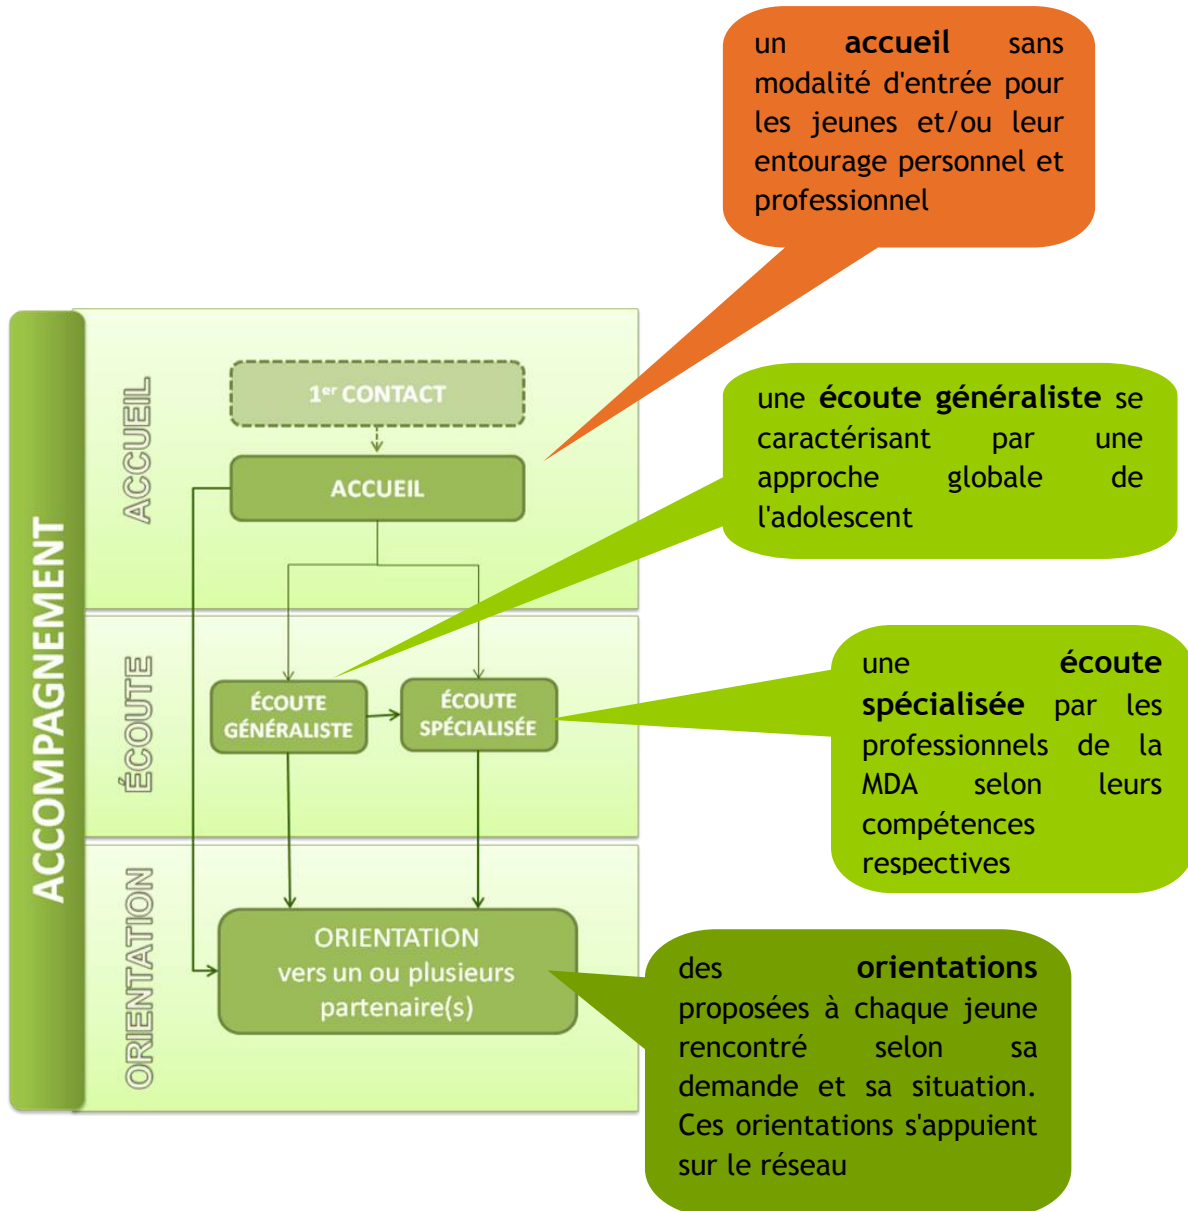 un accueil sans
modalité d'entrée pour
les jeunes et/ou leur
entourage personnel et
professionnel
ACCOMPAGNEMENT
ACCUEIL
1er CONTACT
ACCUEIL
une écoute généraliste se
caractérisant par une
approche globale de
l'adolescent
ÉCOUTE
ÉCOUTE
GÉNÉRALISTE
ÉCOUTE
SPÉCIALISÉE
une écoute
spécialisée par les
professionnels de la
MDA selon leurs
compétences
respectives
ORIENTATION
ORIENTATION
vers un ou plusieurs
partenaire(s)
des orientations
proposées à chaque jeune
rencontré selon sa
demande et sa situation.
Ces orientations s'appuient
sur le réseau